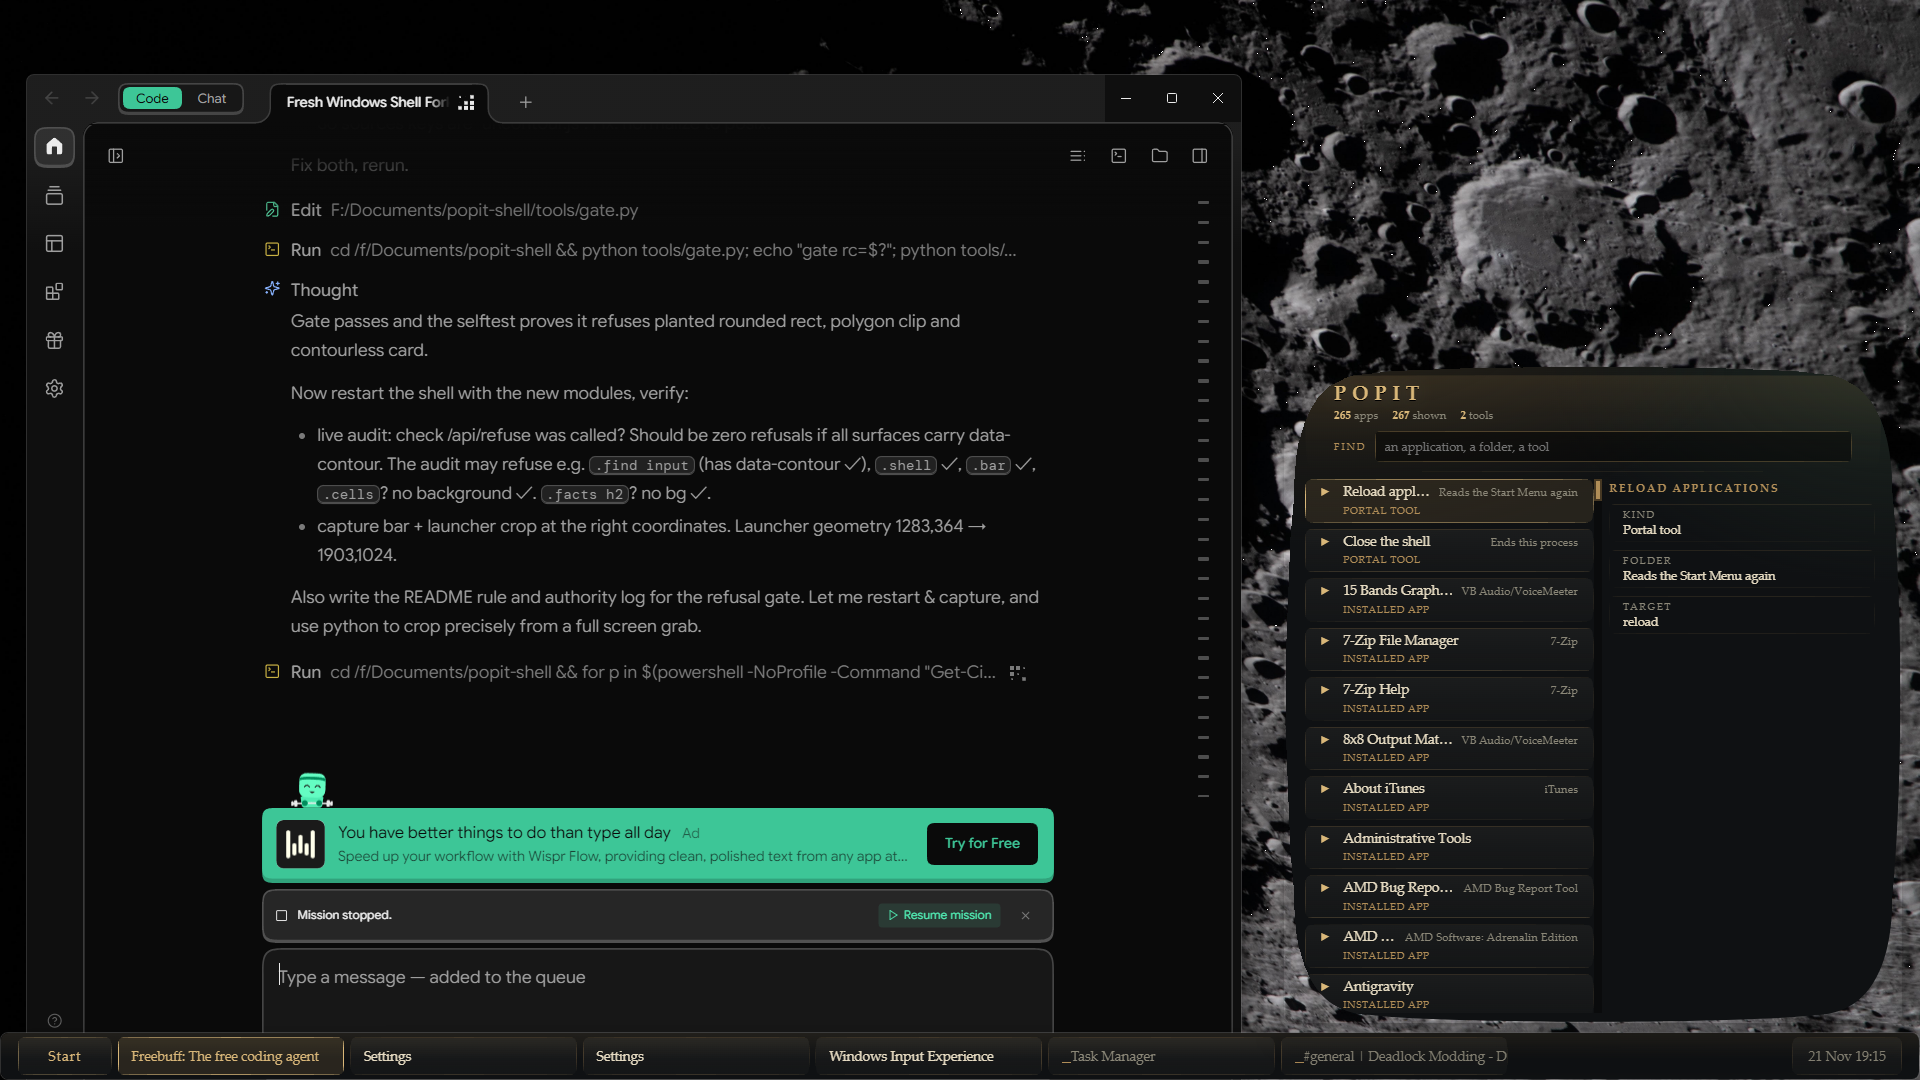 Code
Chat
Fresh Windows Shell For
Fix both, rerun.
Edit F:/Documents/popit-shell/tools/gate.py
Run cd /f/Documents/popit-shell && python tools/gate.py; echo "gate rc=$?"; python tools/...
Thought
Gate passes and the selftest proves it refuses planted rounded rect, polygon clip and
contourless card.
Now restart the shell with the new modules, verify:
• live audit: check /api/refuse was called? Should be zero refusals if all surfaces carry data-
contour. The audit may refuse e.g. .find input (has data-contour ✓), .shell ✓, .bar ✓,
.cells? no background ✓. .facts h2? no bg ✓.
• capture bar + launcher crop at the right coordinates. Launcher geometry 1283,364 →
1903,1024.
Also write the README rule and authority log for the refusal gate. Let me restart & capture, and
use python to crop precisely from a full screen grab.
Run cd /f/Documents/popit-shell && for p in $(powershell -NoProfile -Command "Get-Ci...
You have better things to do than type all day Ad
Speed up your workflow with Wispr Flow, providing clean, polished text from any app at...
Try for Free
Mission stopped.
Resume mission
Type a message — added to the queue
POPIT
265 apps 267 shown 2 tools
FIND an application, a folder, a tool
Reload appl... Reads the Start Menu again
PORTAL TOOL
Close the shell Ends this process
PORTAL TOOL
15 Bands Graph... VB Audio/VoiceMeeter
INSTALLED APP
7-Zip File Manager 7-Zip
INSTALLED APP
7-Zip Help 7-Zip
INSTALLED APP
8x8 Output Mat... VB Audio/VoiceMeeter
INSTALLED APP
About iTunes iTunes
INSTALLED APP
Administrative Tools
INSTALLED APP
AMD Bug Repo... AMD Bug Report Tool
INSTALLED APP
AMD ... AMD Software: Adrenalin Edition
INSTALLED APP
Antigravity
INSTALLED APP
RELOAD APPLICATIONS
KIND
Portal tool
FOLDER
Reads the Start Menu again
TARGET
reload
Start
Freebuff: The free coding agent
Settings
Settings
Windows Input Experience
_Task Manager
_#general | Deadlock Modding - D
21 Nov 19:15